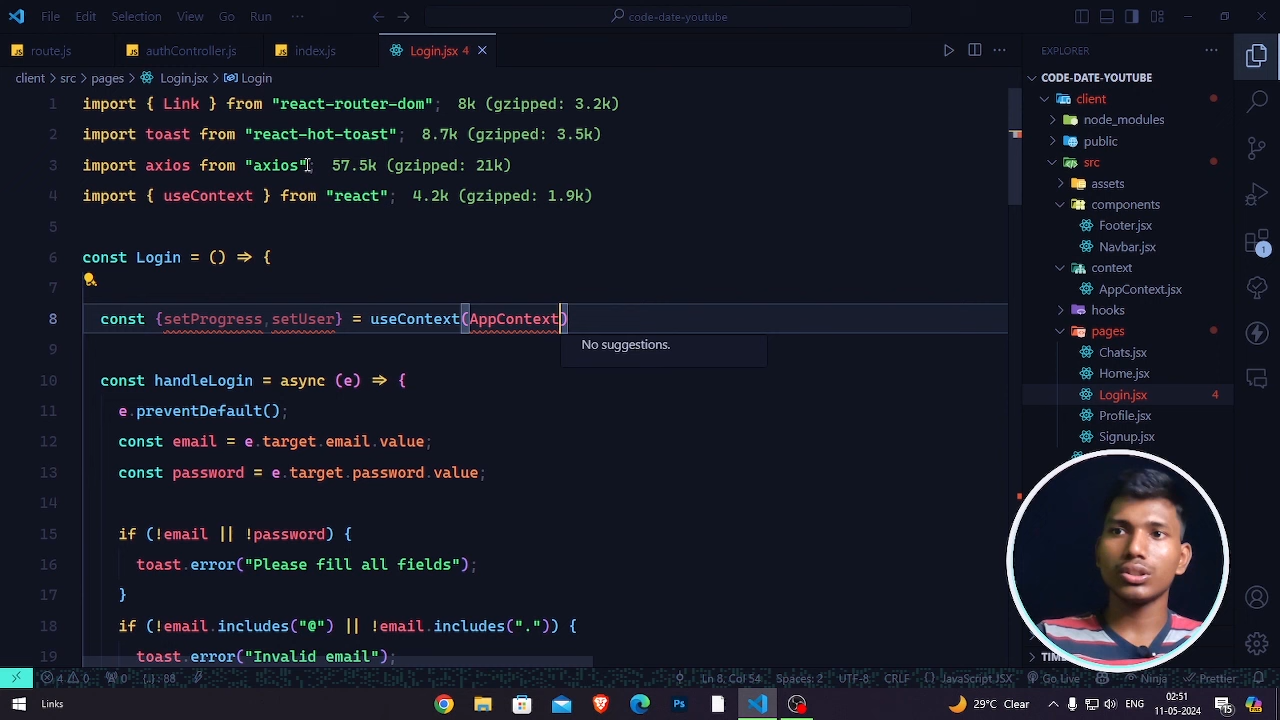 File Edit Selection View Go Run ··· code-date-youtube
route.js authController.js index.js Login.jsx 4
client > src > pages > Login.jsx > Login
1 import { Link } from "react-router-dom"; 8k (gzipped: 3.2k)
2 import toast from "react-hot-toast"; 8.7k (gzipped: 3.5k)
3 import axios from "axios"; 57.5k (gzipped: 21k)
4 import { useContext } from "react"; 4.2k (gzipped: 1.9k)
5
6 const Login = () => {
7
8 const {setProgress,setUser} = useContext(AppContext)
No suggestions.
9
10 const handleLogin = async (e) => {
11 e.preventDefault();
12 const email = e.target.email.value;
13 const password = e.target.password.value;
14
15 if (!email || !password) {
16 toast.error("Please fill all fields");
17 }
18 if (!email.includes("@") || !email.includes(".")) {
19 toast.error("Invalid email");
EXPLORER ···
CODE-DATE-YOUTUBE
client
node_modules
public
src
assets
components
Footer.jsx
Navbar.jsx
context
AppContext.jsx
hooks
pages
Chats.jsx
Home.jsx
Login.jsx 4
Profile.jsx
Signup.jsx
TIM
1
4 0 0 {..}: 88 Ln 8, Col 54 Spaces: 2 UTF-8 CRLF { } JavaScript JSX Go Live Ninja Prettier
Links 29°C Clear 02:51
11-05-2024